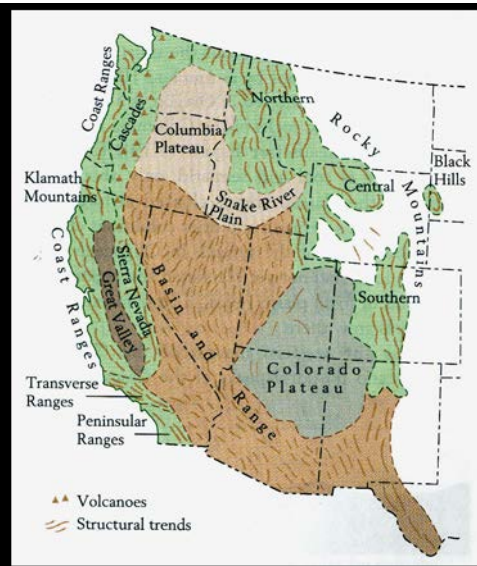 Coast Ranges
Cascades
Northern
Columbia
Plateau
Rocky
Mountains
Black
Hills
Central
Klamath
Mountains
Snake River
Plain
Coast Ranges
Sierra Nevada
Great Valley
Basin and
Range
Southern
Colorado
Plateau
Transverse
Ranges
Peninsular
Ranges
Volcanoes
Structural trends